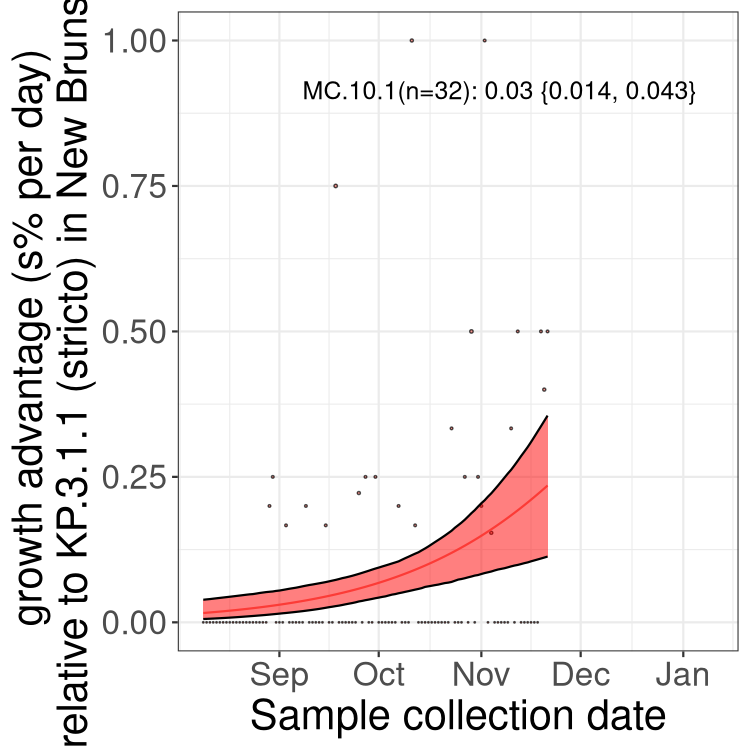 growth advantage (s% per day)
relative to KP.3.1.1 (stricto) in New Bruns
1.00
0.75
0.50
0.25
0.00
MC.10.1(n=32): 0.03 {0.014, 0.043}
Sep Oct Nov Dec Jan
Sample collection date